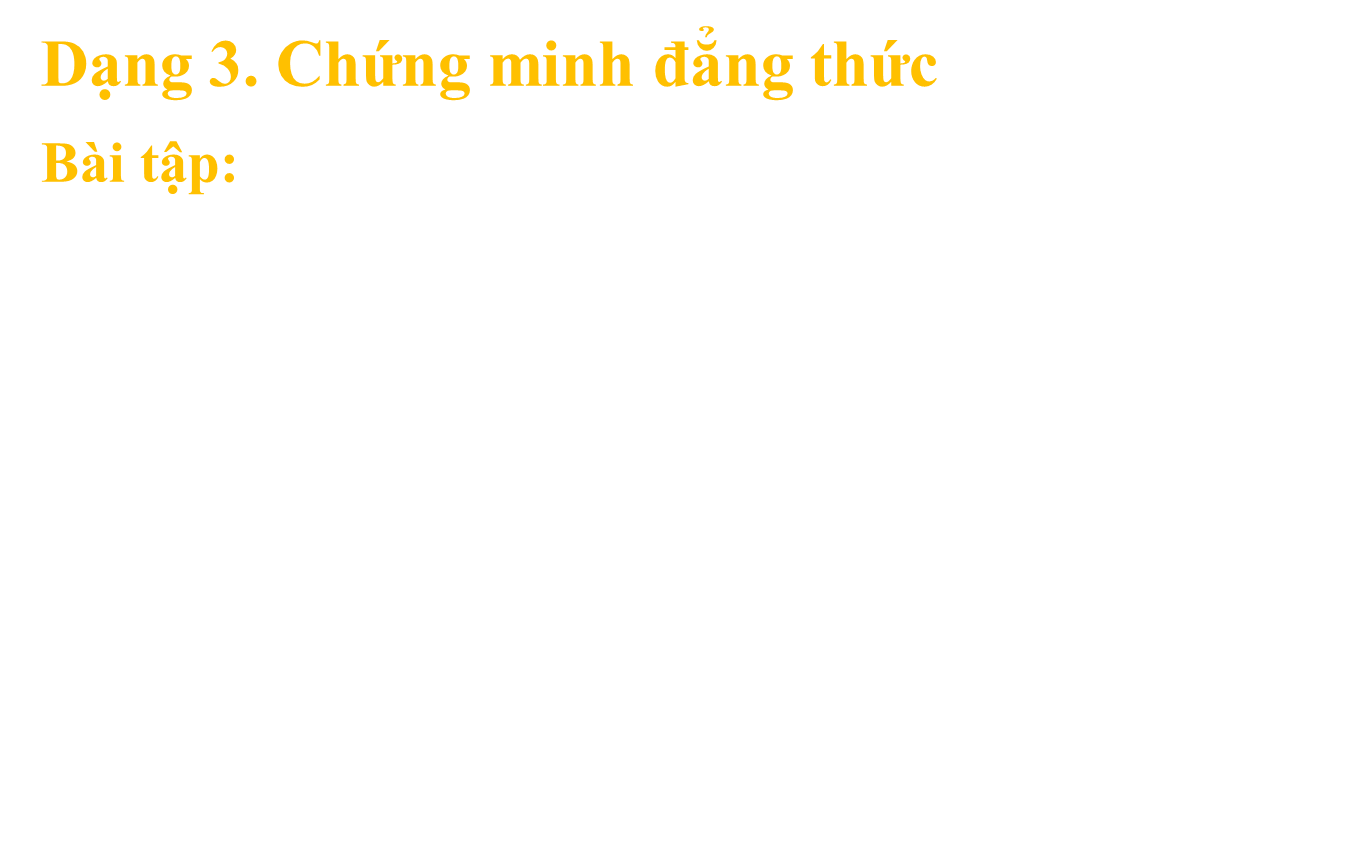 Dạng 3. Chứng minh đẳng thức
Bài tập: